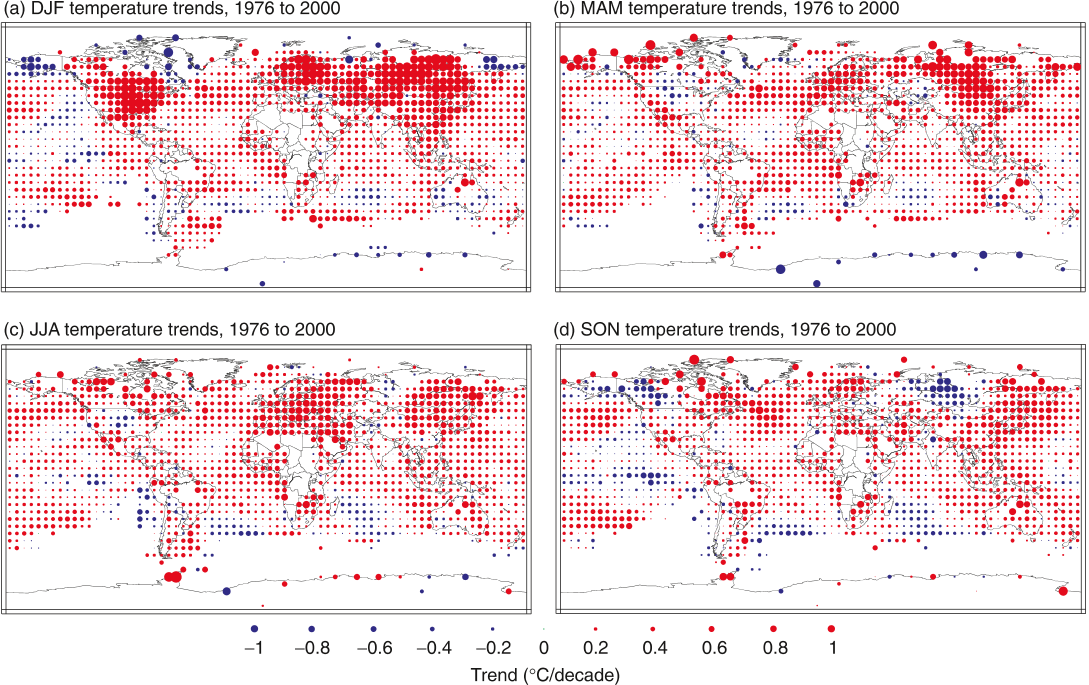 (a) DJF temperature trends, 1976 to 2000
(b) MAM temperature trends, 1976 to 2000
(c) JJA temperature trends, 1976 to 2000
(d) SON temperature trends, 1976 to 2000
−1 −0.8 −0.6 −0.4 −0.2 0 0.2 0.4 0.6 0.8 1
Trend (°C/decade)